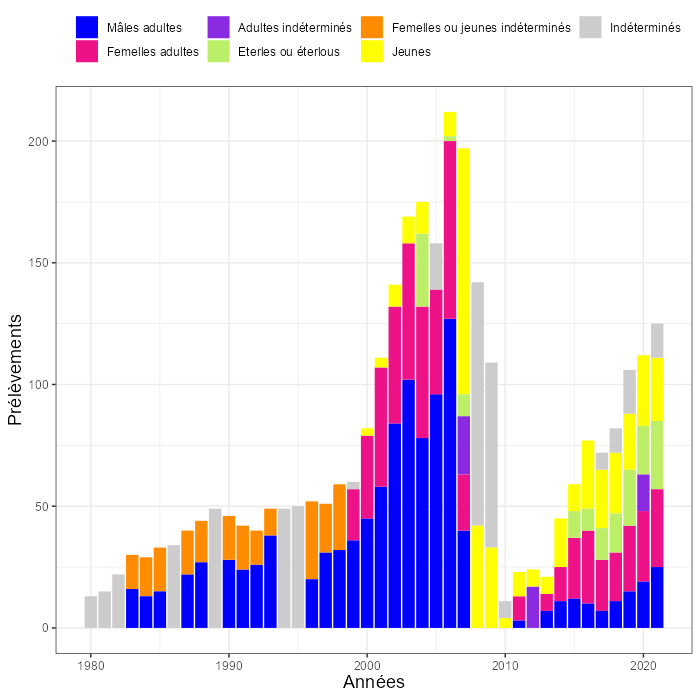 Mâles adultes Adultes indéterminés Femelles ou jeunes indéterminés Indéterminés
Femelles adultes Eterles ou éterlous Jeunes
200
150
100
50
0
Prélèvements
1980 1990 2000 2010 2020
Années